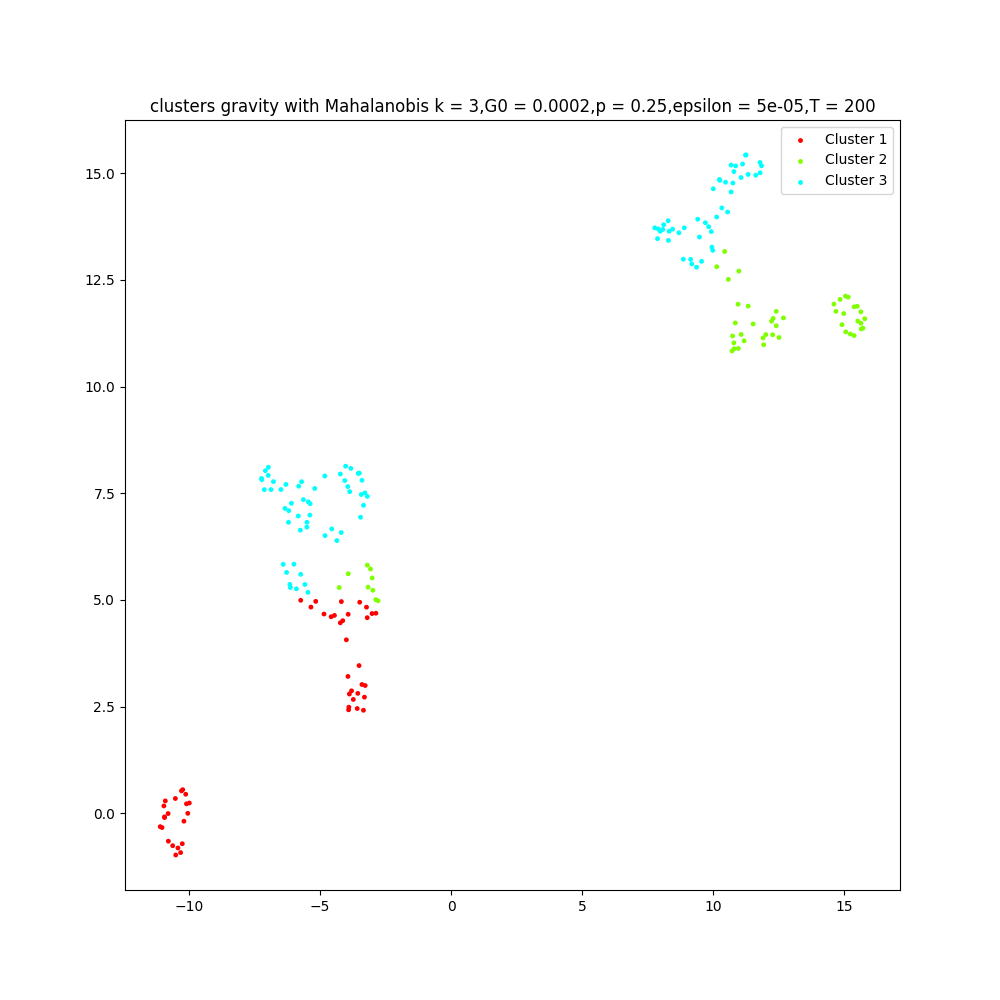 clusters gravity with Mahalanobis k = 3,G0 = 0.0002,p = 0.25,epsilon = 5e-05,T = 200
Cluster 1
Cluster 2
Cluster 3
15.0
12.5
10.0
7.5
5.0
2.5
0.0
−10 −5 0 5 10 15